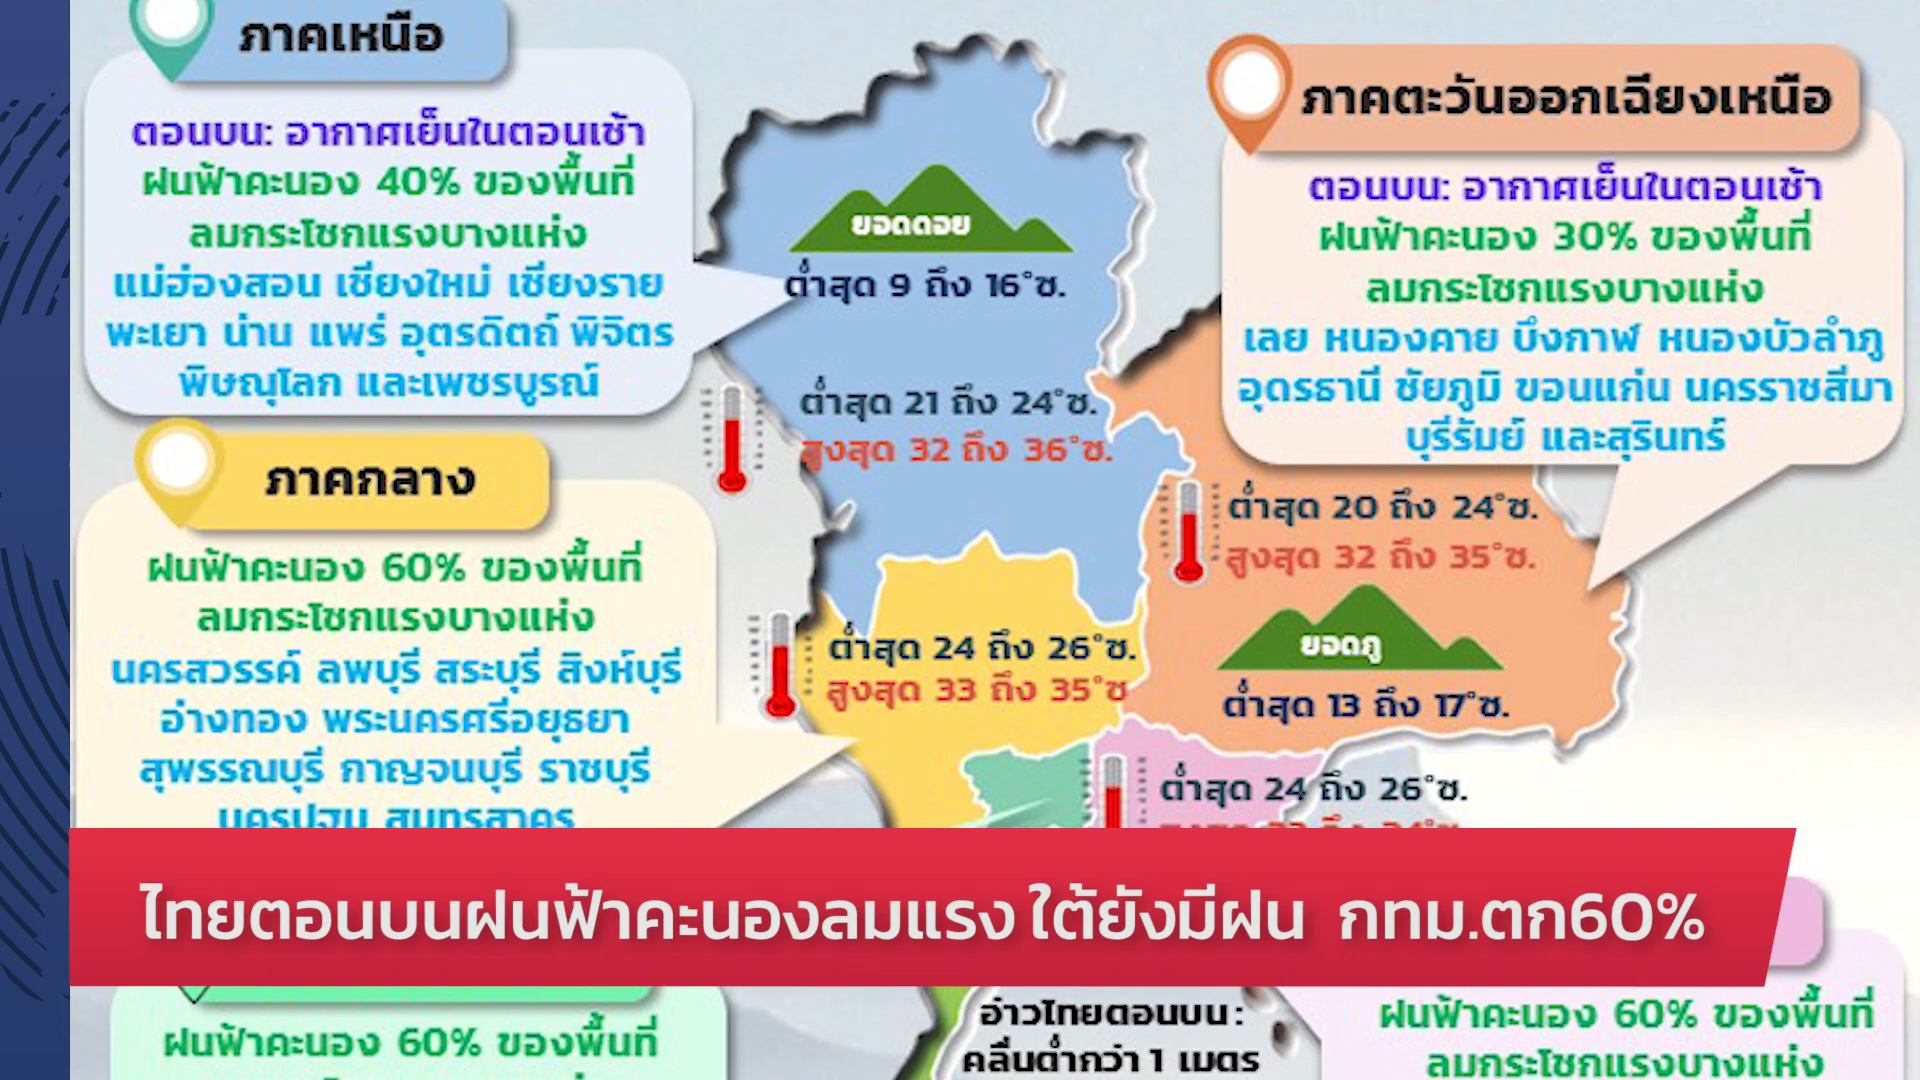 ภาคเหนือ
ตอนบน: อากาศเย็นในตอนเช้า
ฝนฟ้าคะนอง 40% ของพื้นที่
ลมกระโชกแรงบางแห่ง
แม่ฮ่องสอน เชียงใหม่ เชียงราย
พะเยา น่าน แพร่ อุตรดิตถ์ พิจิตร
พิษณุโลก และเพชรบูรณ์
ยอดดอย
ต่ำสุด 9 ถึง 16°ซ.
ต่ำสุด 21 ถึง 24°ซ.
สูงสุด 32 ถึง 36°ซ.
ภาคตะวันออกเฉียงเหนือ
ตอนบน: อากาศเย็นในตอนเช้า
ฝนฟ้าคะนอง 30% ของพื้นที่
ลมกระโชกแรงบางแห่ง
เลย หนองคาย บึงกาฬ หนองบัวลำภู
อุดรธานี ชัยภูมิ ขอนแก่น นครราชสีมา
บุรีรัมย์ และสุรินทร์
ต่ำสุด 20 ถึง 24°ซ.
สูงสุด 32 ถึง 35°ซ.
ยอดภู
ต่ำสุด 13 ถึง 17°ซ.
ภาคกลาง
ฝนฟ้าคะนอง 60% ของพื้นที่
ลมกระโชกแรงบางแห่ง
นครสวรรค์ ลพบุรี สระบุรี สิงห์บุรี
อ่างทอง พระนครศรีอยุธยา
สุพรรณบุรี กาญจนบุรี ราชบุรี
นครปฐม สมุทรสาคร
ต่ำสุด 24 ถึง 26°ซ.
สูงสุด 33 ถึง 35°ซ
ต่ำสุด 24 ถึง 26°ซ.
ไทยตอนบนฝนฟ้าคะนองลมแรง ใต้ยังมีฝน กทม.ตก60%
ฝนฟ้าคะนอง 60% ของพื้นที่
อ่าวไทยตอนบน:
คลื่นต่ำกว่า 1 เมตร
ฝนฟ้าคะนอง 60% ของพื้นที่
ลมกระโชกแรงบางแห่ง